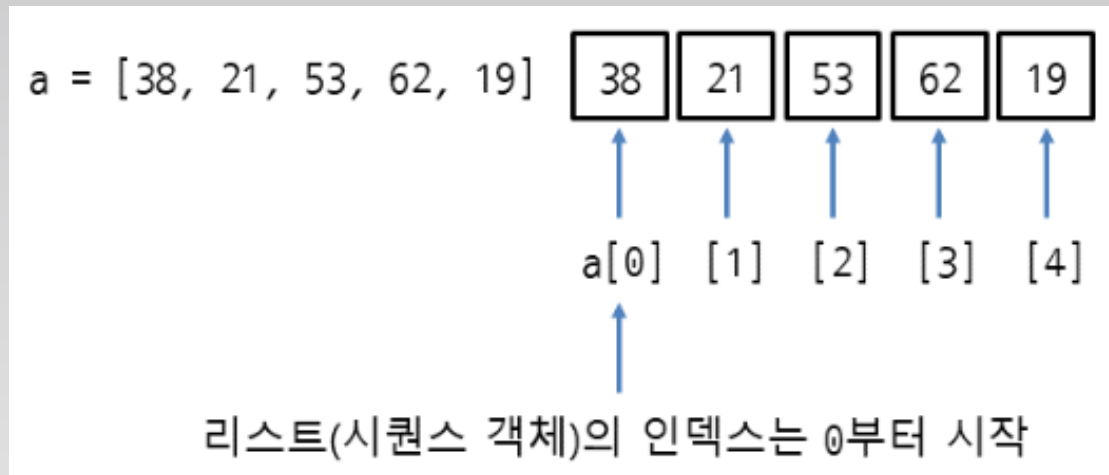 a = [38, 21, 53, 62, 19] 38 21 53 62 19
a[0] [1] [2] [3] [4]
리스트(시퀀스 객체)의 인덱스는 0부터 시작